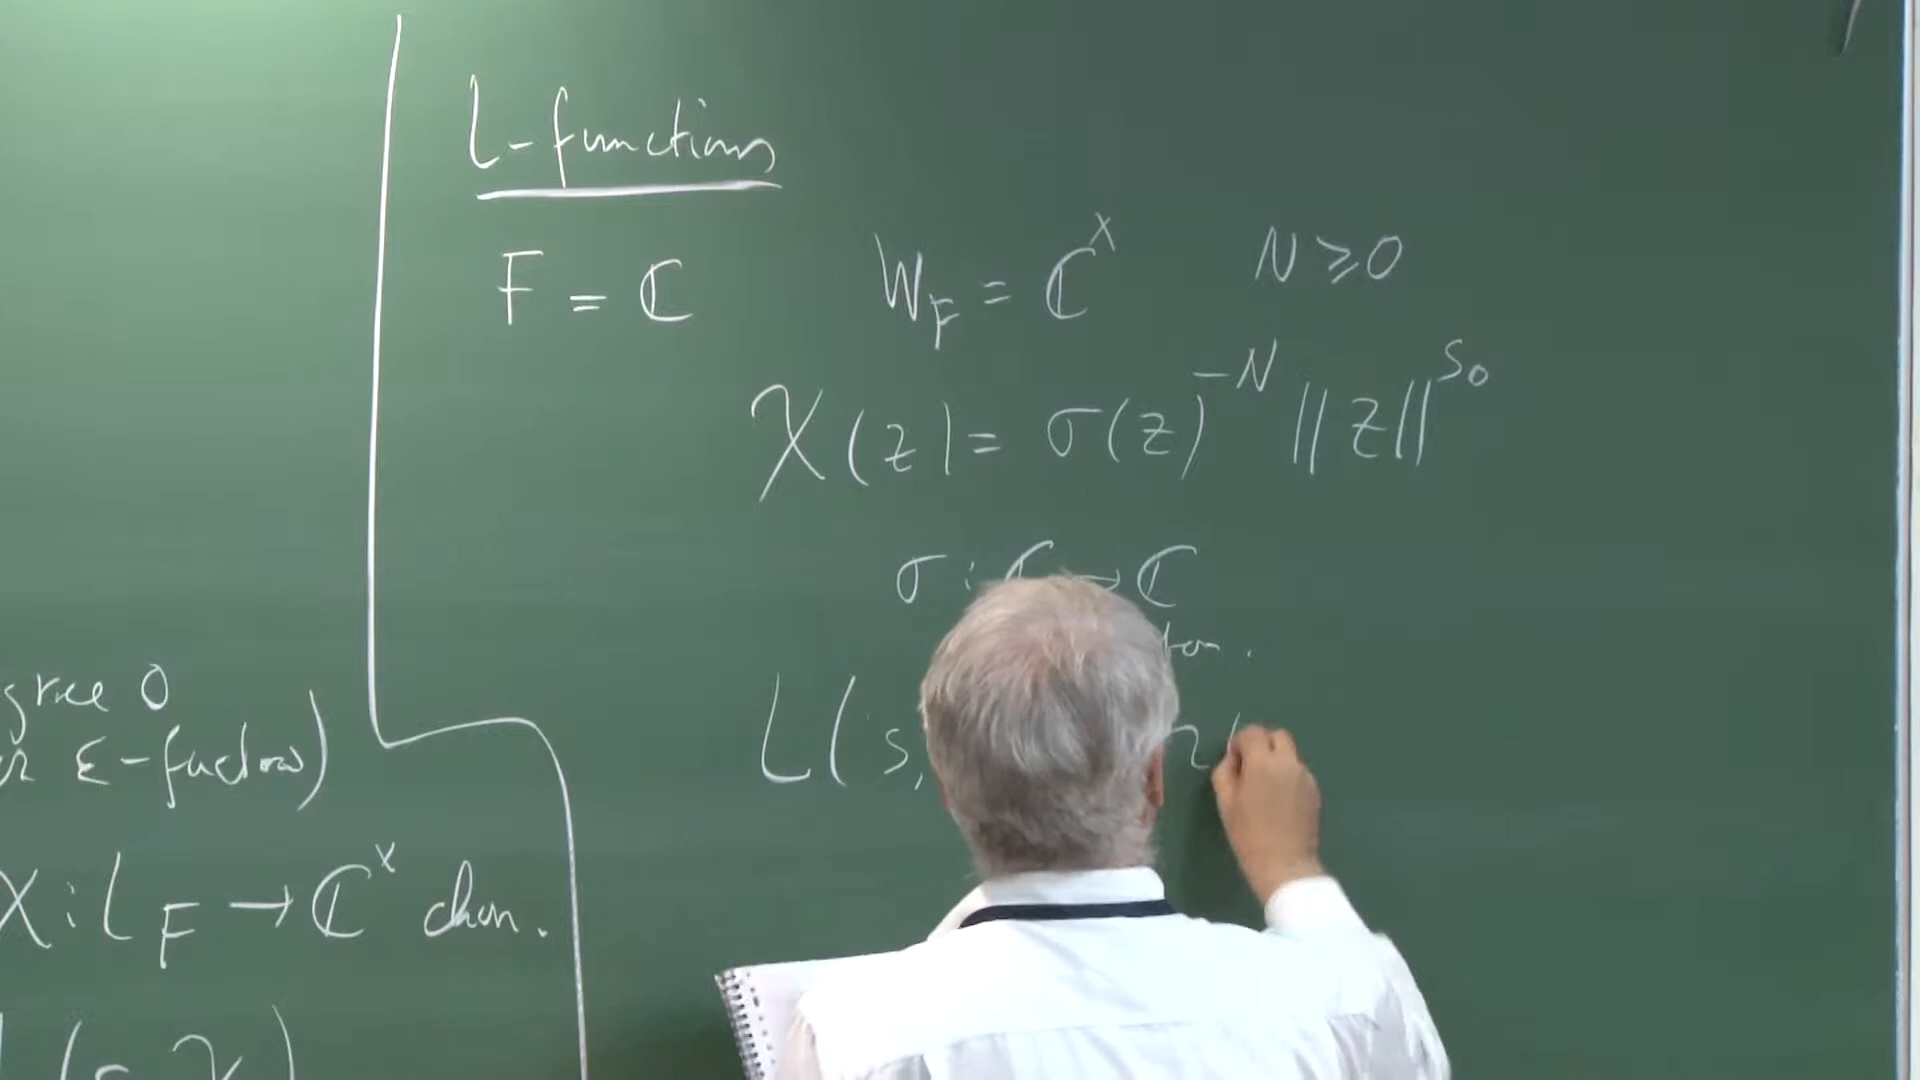 L-functions
F = ℂ W_F = ℂ^× N ≥ 0
χ(z) = σ(z)^{-N} ||z||^{s_0}
σ : ℂ → ℂ
L(s,
gree 0
ε-factors)
χ : L_F → ℂ^× char.
(s, χ)